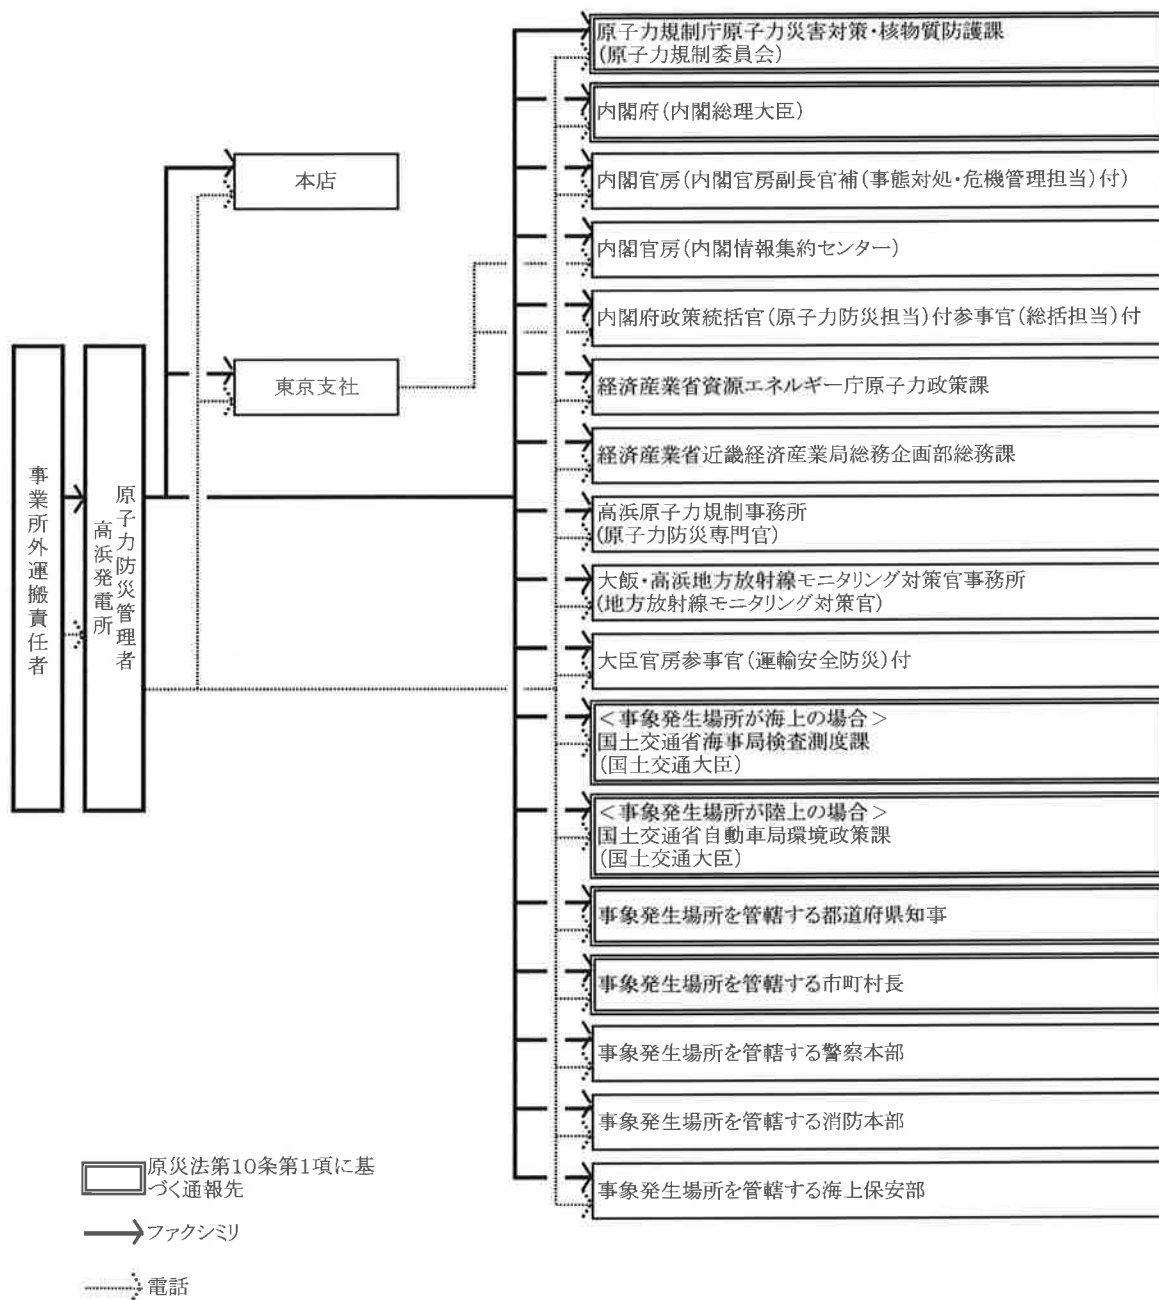 原子力規制庁原子力災害対策・核物質防護課
(原子力規制委員会)
内閣府(内閣総理大臣)
内閣官房(内閣官房副長官補(事態対処・危機管理担当)付)
内閣官房(内閣情報集約センター)
内閣府政策統括官(原子力防災担当)付参事官(総括担当)付
経済産業省資源エネルギー庁原子力政策課
経済産業省近畿経済産業局総務企画部総務課
高浜原子力規制事務所
(原子力防災専門官)
大飯・高浜地方放射線モニタリング対策官事務所
(地方放射線モニタリング対策官)
大臣官房参事官(運輸安全防災)付
<事象発生場所が海上の場合>
国土交通省海事局検査測度課
(国土交通大臣)
<事象発生場所が陸上の場合>
国土交通省自動車局環境政策課
(国土交通大臣)
事象発生場所を管轄する都道府県知事
事象発生場所を管轄する市町村長
事象発生場所を管轄する警察本部
事象発生場所を管轄する消防本部
事象発生場所を管轄する海上保安部
本店
東京支社
事業所外運搬責任者
原子力防災管理者
高浜発電所
原災法第10条第1項に基
づく通報先
ファクシミリ
電話